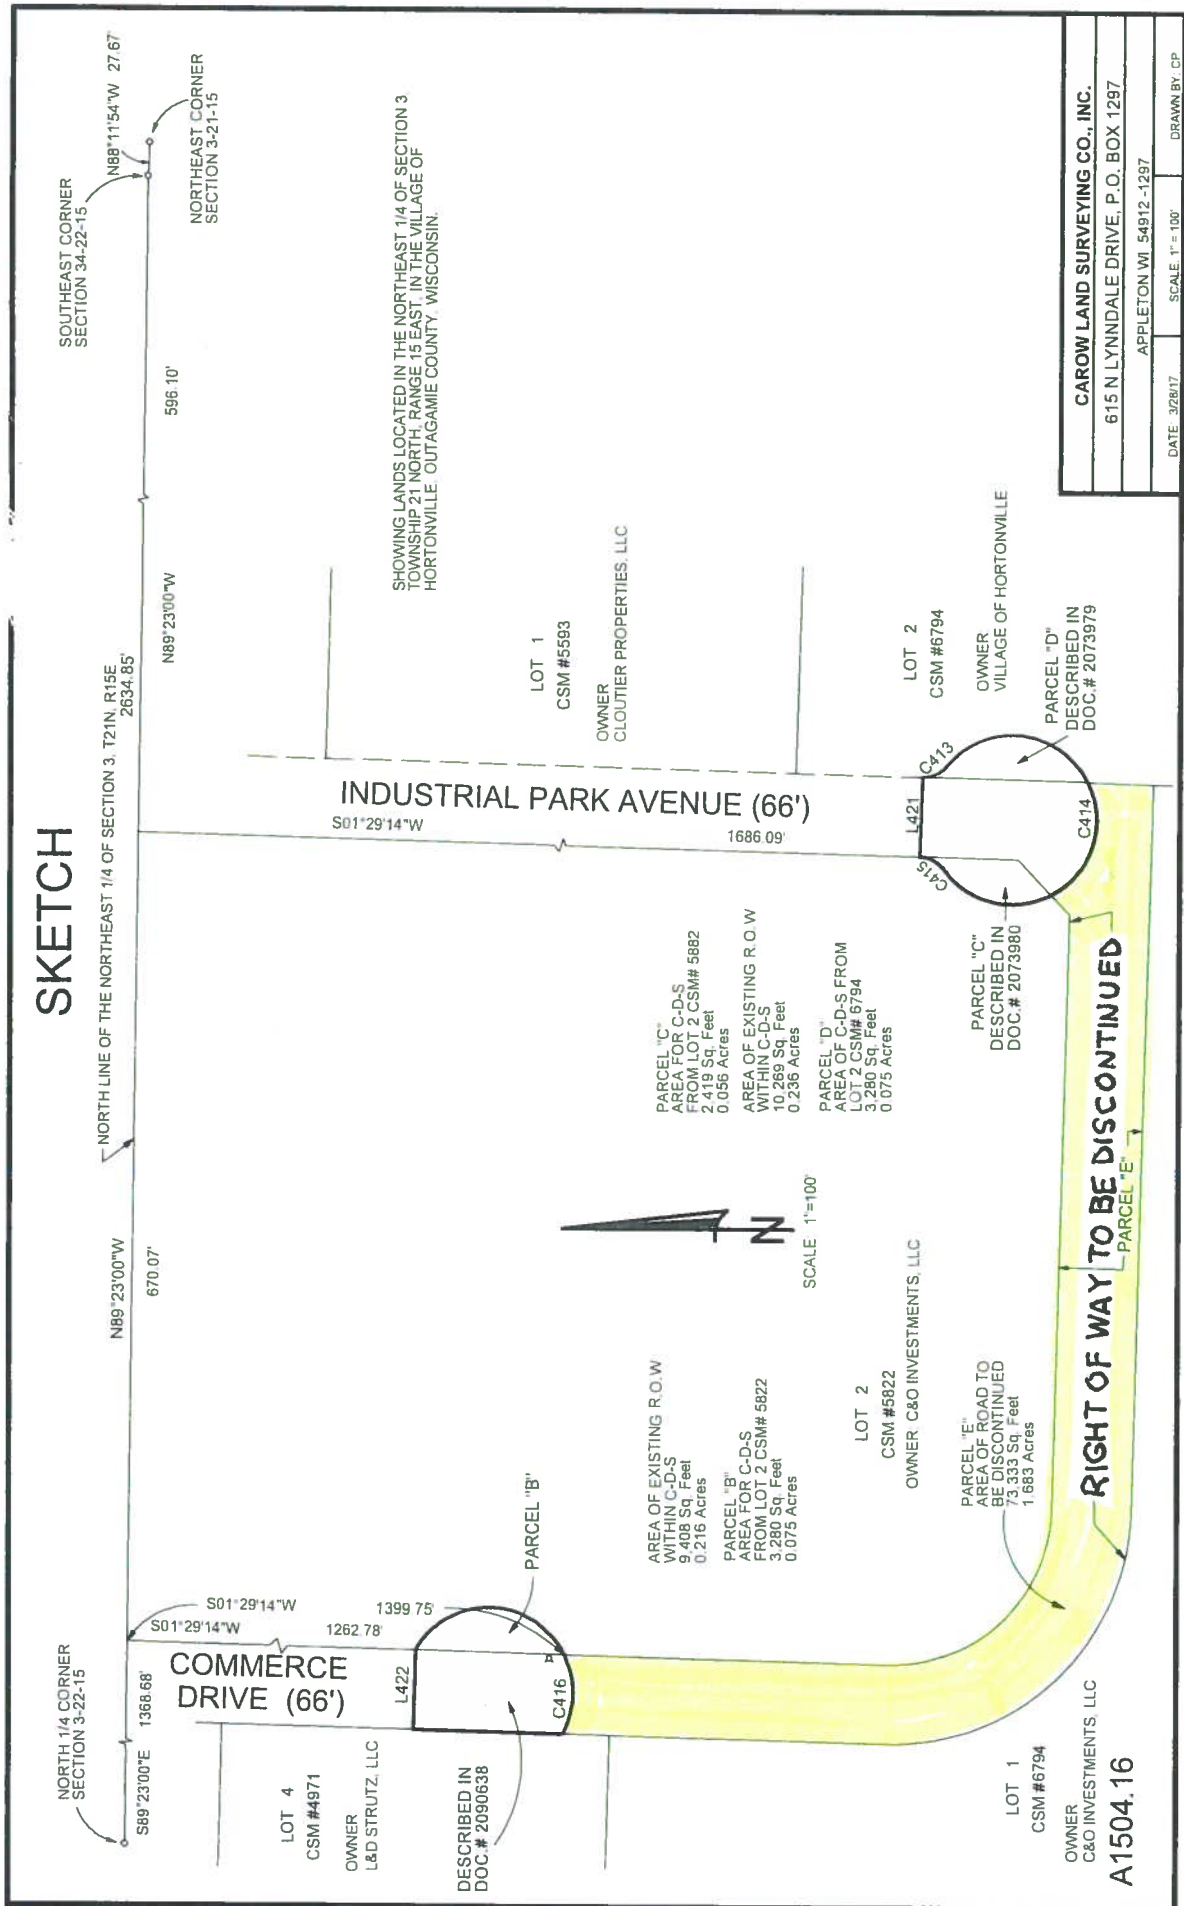 SKETCH
SOUTHEAST CORNER
SECTION 34-22-15
N88°11'54"W 27.67'
NORTHEAST CORNER
SECTION 3-21-15
596.10'
N89°23'00"W
NORTH LINE OF THE NORTHEAST 1/4 OF SECTION 3, T21N, R15E
2634.85'
N89°23'00"W
670.07'
NORTH 1/4 CORNER
SECTION 3-22-15
S89°23'00"E 1368.68'
SHOWING LANDS LOCATED IN THE NORTHEAST 1/4 OF SECTION 3
TOWNSHIP 21 NORTH, RANGE 15 EAST, IN THE VILLAGE OF
HORTONVILLE, OUTAGAMIE COUNTY, WISCONSIN.
S01°29'14"W
S01°29'14"W
1399.75'
1262.78'
COMMERCE
DRIVE (66')
L422
C416
PARCEL "B"
LOT 4
CSM #4971
OWNER
L&D STRUTZ, LLC
DESCRIBED IN
DOC.# 2090638
INDUSTRIAL PARK AVENUE (66')
S01°29'14"W
1686.09'
LOT 1
CSM #5593
OWNER
CLOUTIER PROPERTIES, LLC
LOT 2
CSM #6794
OWNER
VILLAGE OF HORTONVILLE
PARCEL "D"
DESCRIBED IN
DOC.# 2073979
L421
C413
C414
C415
PARCEL "C"
DESCRIBED IN
DOC.# 2073980
PARCEL "C"
AREA FOR C-D-S
FROM LOT 2 CSM# 5882
2,419 Sq. Feet
0.056 Acres
AREA OF EXISTING R.O.W
WITHIN C-D-S
10,269 Sq. Feet
0.236 Acres
PARCEL "D"
AREA OF C-D-S FROM
LOT 2 CSM# 6794
3,280 Sq. Feet
0.075 Acres
N
SCALE 1"=100'
AREA OF EXISTING R.O.W
WITHIN C-D-S
9,408 Sq. Feet
0.216 Acres
PARCEL "B"
AREA FOR C-D-S
FROM LOT 2 CSM# 5822
3,280 Sq. Feet
0.075 Acres
LOT 2
CSM #5822
OWNER C&O INVESTMENTS, LLC
PARCEL "E"
AREA OF ROAD TO
BE DISCONTINUED
73,333 Sq. Feet
1.683 Acres
RIGHT OF WAY TO BE DISCONTINUED
PARCEL "E"
LOT 1
CSM #6794
OWNER
C&O INVESTMENTS, LLC
A1504.16
CAROW LAND SURVEYING CO., INC.
615 N LYNNDALE DRIVE, P.O. BOX 1297
APPLETON WI 54912-1297
DATE 3/28/17 SCALE 1" = 100' DRAWN BY: CP